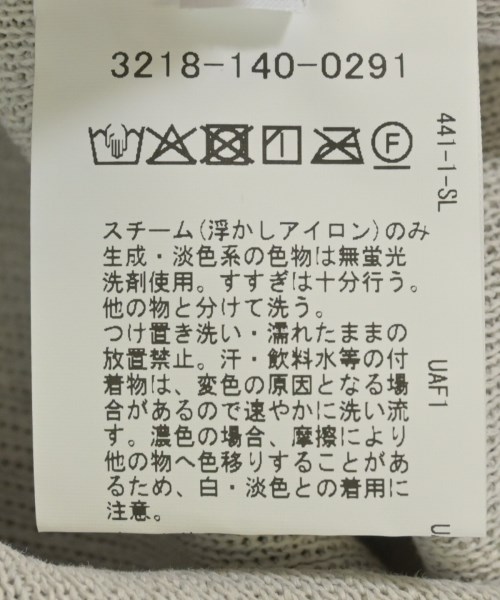 3218-140-0291
F
スチーム(浮かしアイロン)のみ
生成・淡色系の色物は無蛍光
洗剤使用。すすぎは十分行う。
他の物と分けて洗う。
つけ置き洗い・濡れたままの
放置禁止。汗・飲料水等の付
着物は、変色の原因となる場
合があるので速やかに洗い流
す。濃色の場合、摩擦により
他の物へ色移りすることがあ
るため、白・淡色との着用に
注意。
441-1-SL
UAF1
U